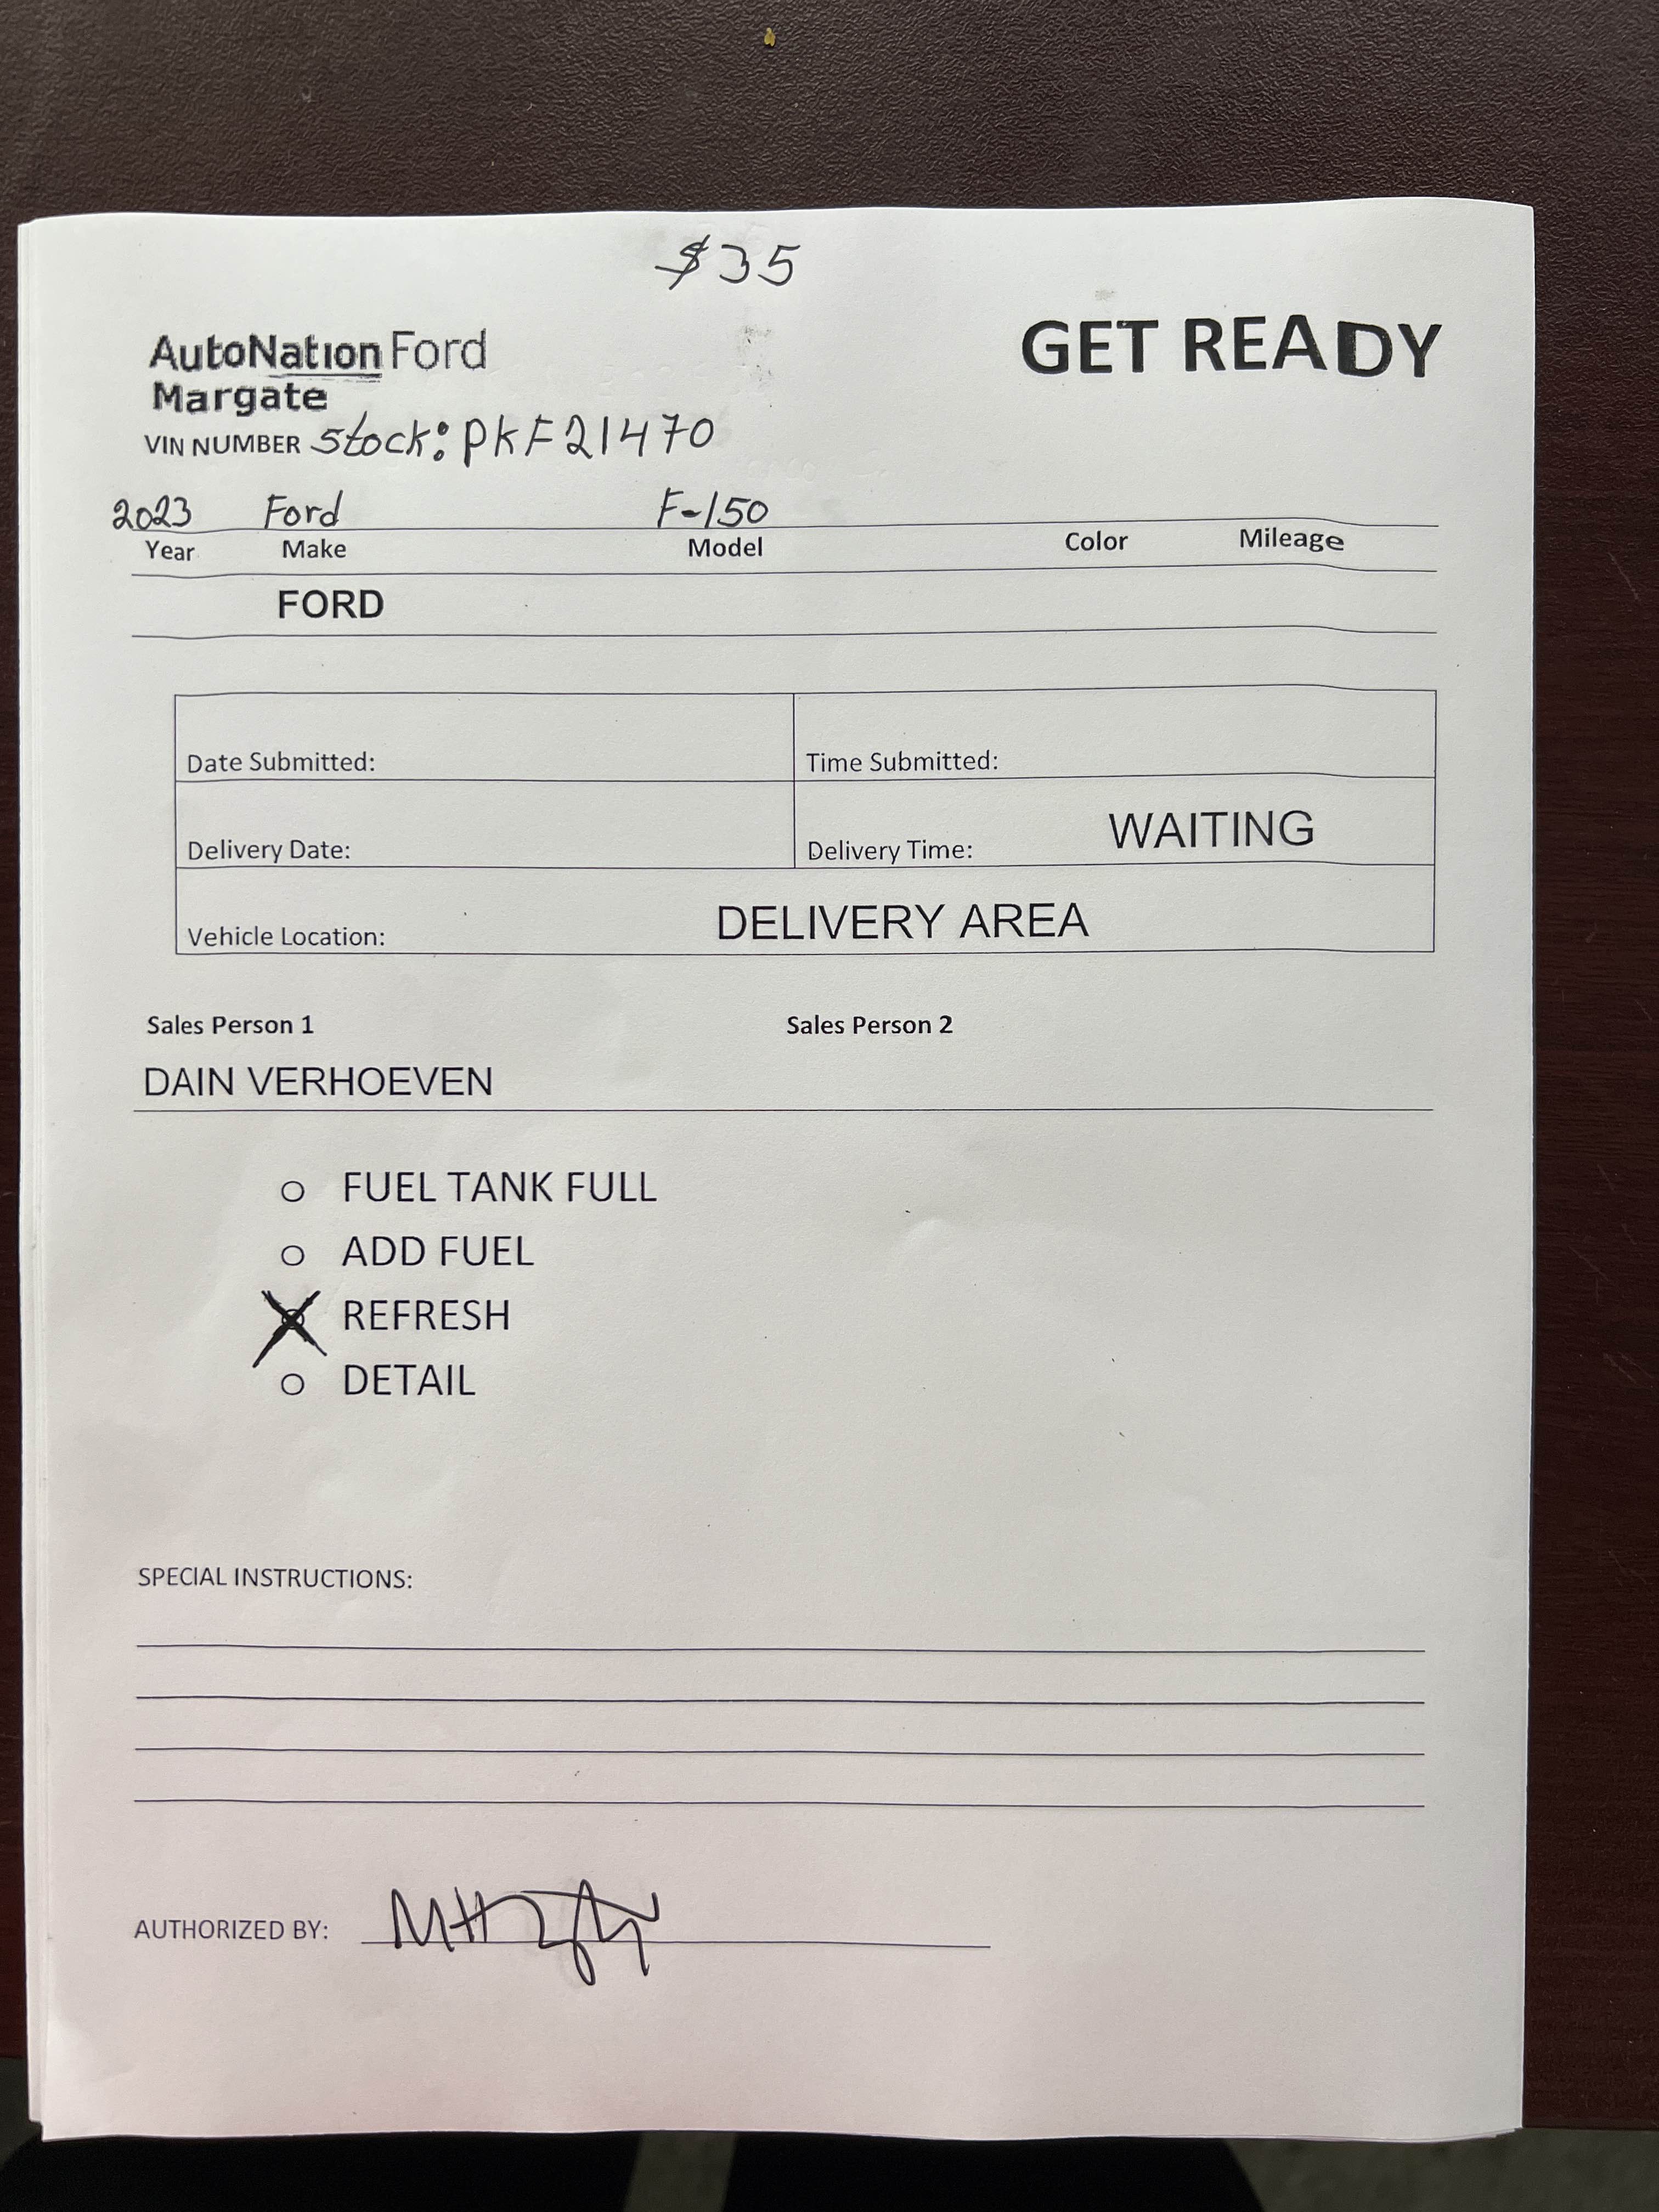 $35
AutoNation Ford
Margate
GET READY
VIN NUMBER stock: PKF21470
2023 Ford F-150
Year Make Model Color Mileage
FORD
Date Submitted: Time Submitted:
Delivery Date: Delivery Time: WAITING
Vehicle Location: DELIVERY AREA
Sales Person 1 Sales Person 2
DAIN VERHOEVEN
o FUEL TANK FULL
o ADD FUEL
REFRESH
o DETAIL
SPECIAL INSTRUCTIONS:
AUTHORIZED BY: